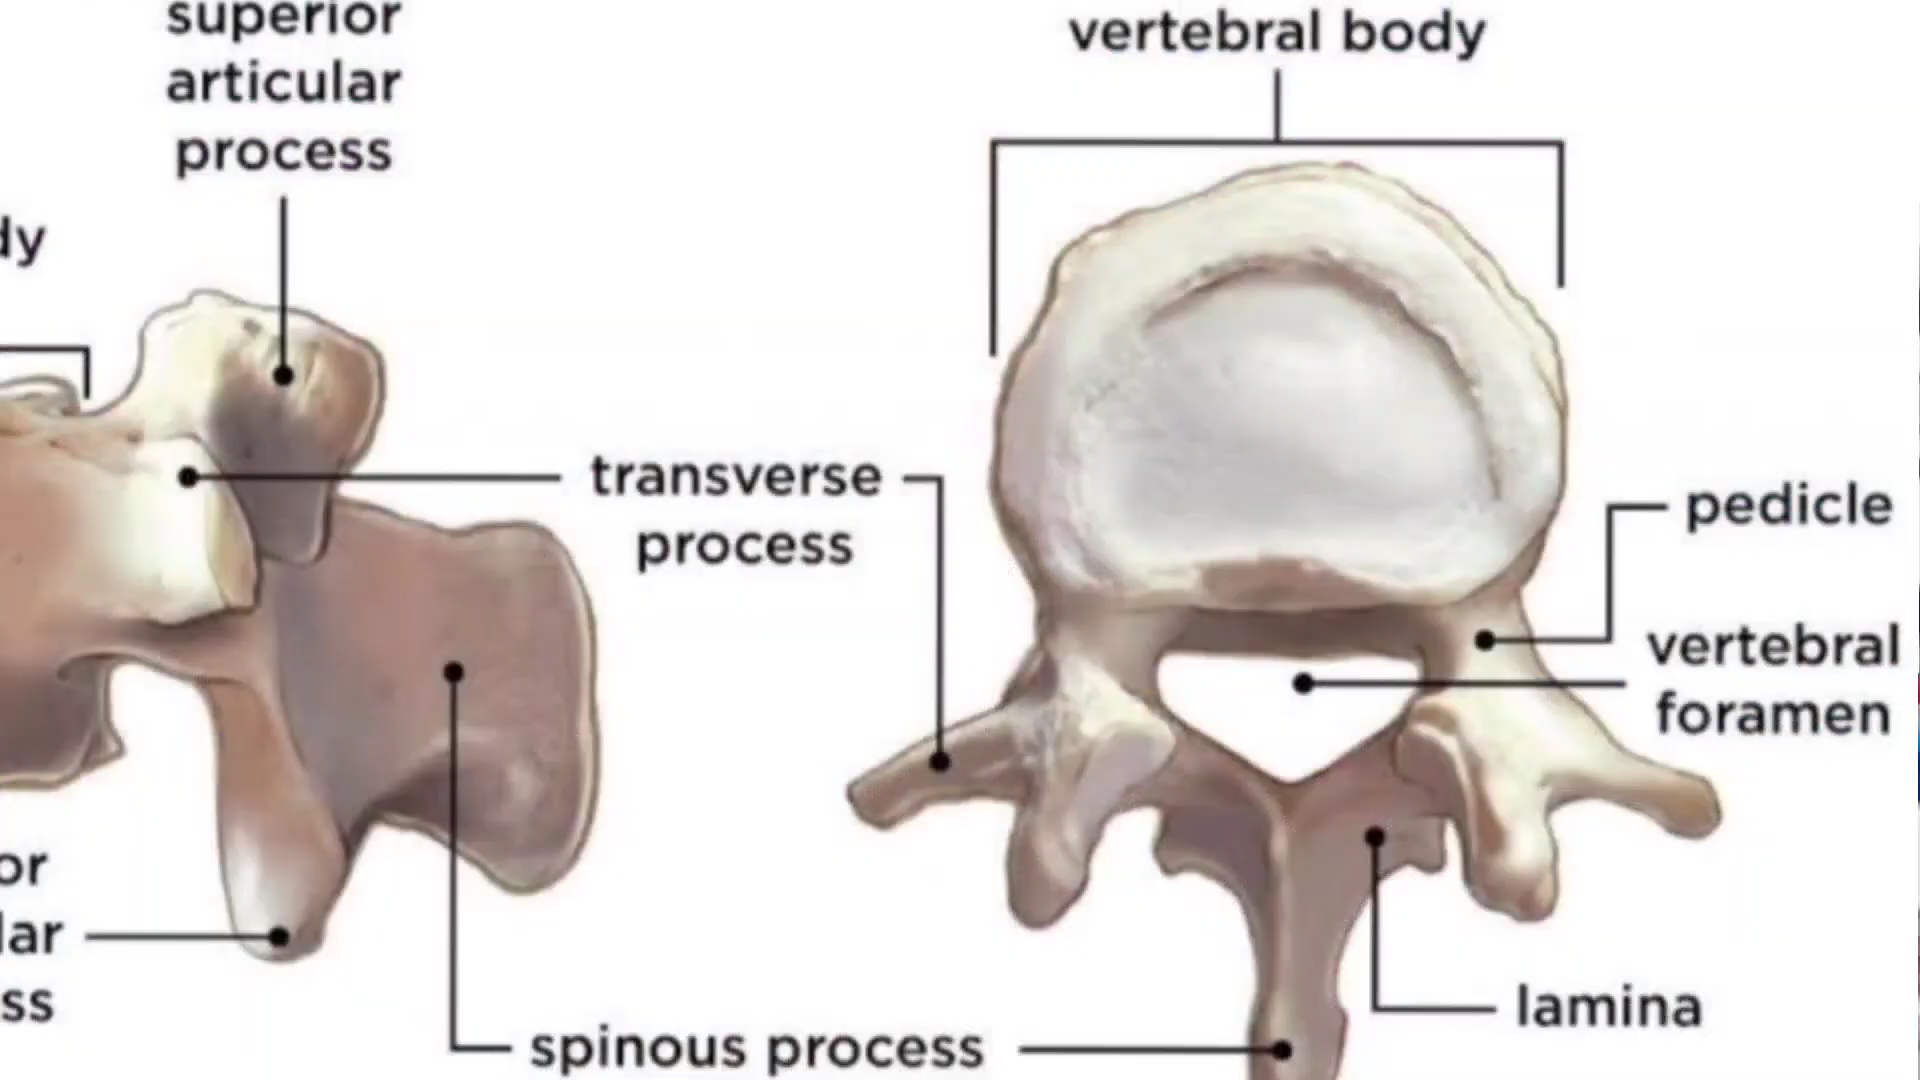 superior
articular
process
vertebral body
dy
transverse
process
pedicle
vertebral
foramen
or
lar
ss
lamina
spinous process